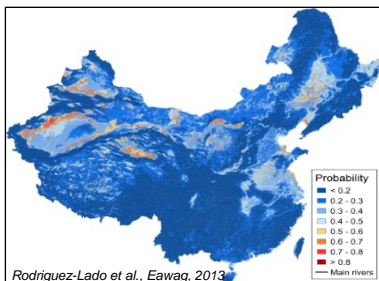 Probability
< 0.2
0.2 - 0.3
0.3 - 0.4
0.4 - 0.5
0.5 - 0.6
0.6 - 0.7
0.7 - 0.8
> 0.8
Main rivers
Rodriguez-Lado et al., Eawag, 2013